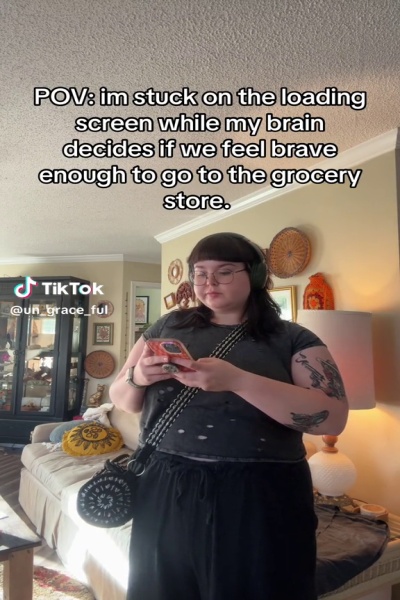 POV: im stuck on the loading
screen while my brain
decides if we feel brave
enough to go to the grocery
store.
TikTok
@un_grace_ful